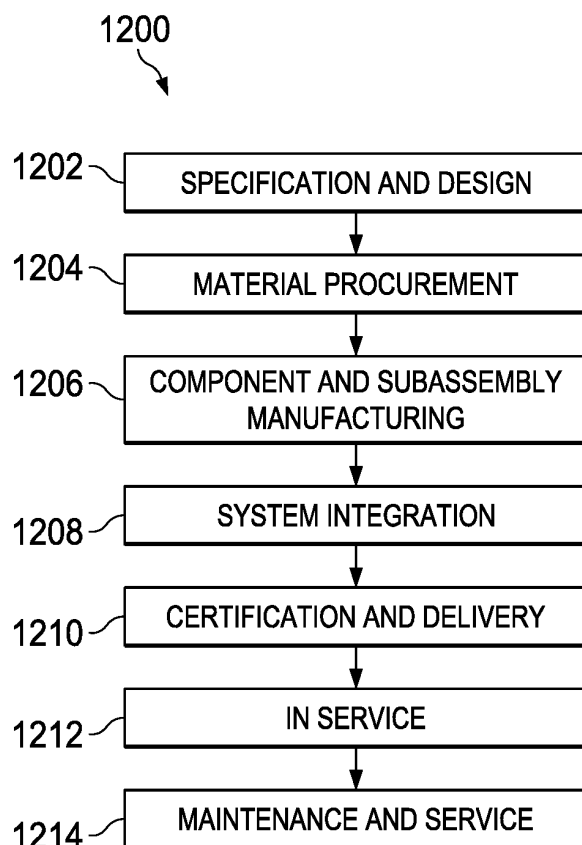 1200
1202
SPECIFICATION AND DESIGN
1204
MATERIAL PROCUREMENT
1206
COMPONENT AND SUBASSEMBLY
MANUFACTURING
1208
SYSTEM INTEGRATION
1210
CERTIFICATION AND DELIVERY
1212
IN SERVICE
1214
MAINTENANCE AND SERVICE